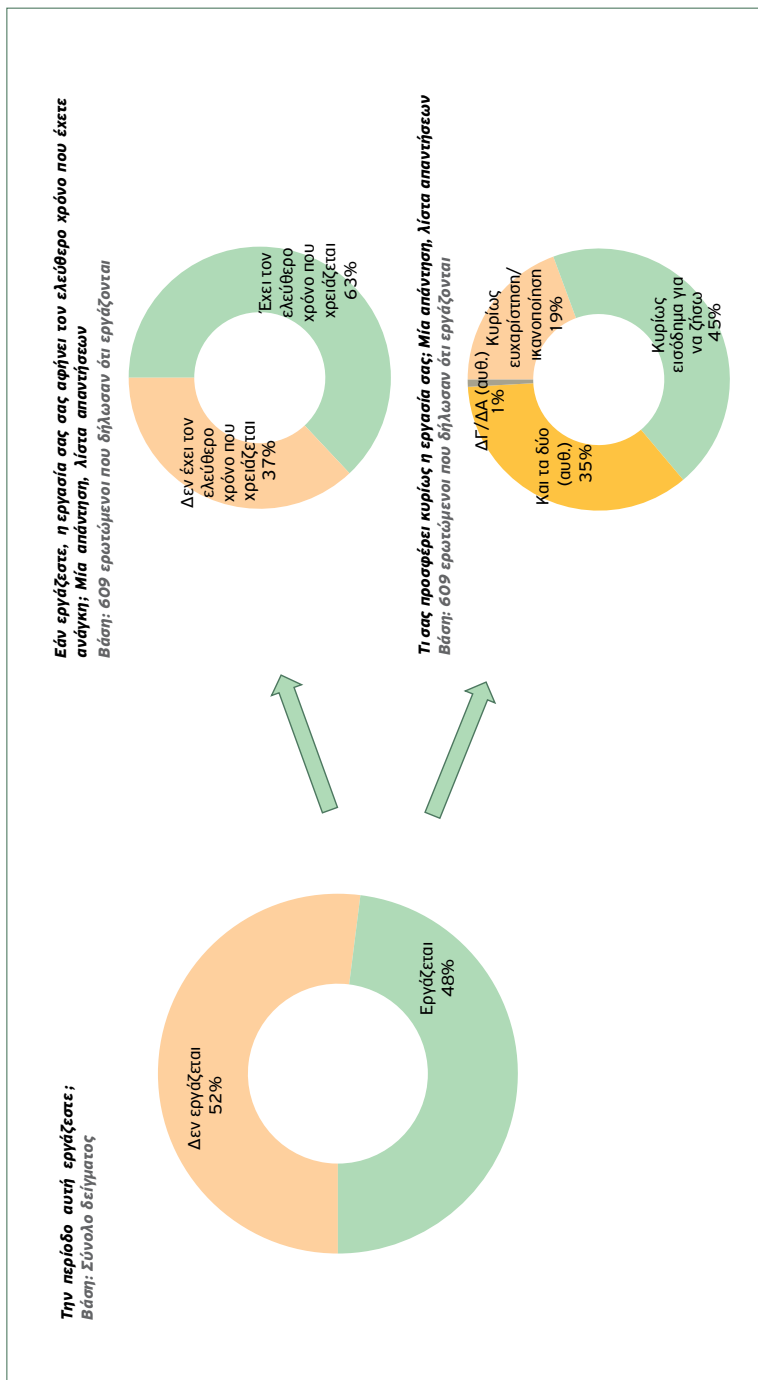 Την περίοδο αυτή εργάζεστε;
Βάση: Σύνολο δείγματος
Δεν εργάζεται
52%
Εργάζεται
48%
Εάν εργάζεστε, η εργασία σας σας αφήνει τον ελεύθερο χρόνο που έχετε
ανάγκη; Μία απάντηση, λίστα απαντήσεων
Βάση: 609 ερωτώμενοι που δήλωσαν ότι εργάζονται
Δεν έχει τον
ελεύθερο
χρόνο που
χρειάζεται
37%
Έχει τον
ελεύθερο
χρόνο που
χρειάζεται
63%
Τι σας προσφέρει κυρίως η εργασία σας; Μία απάντηση, λίστα απαντήσεων
Βάση: 609 ερωτώμενοι που δήλωσαν ότι εργάζονται
ΔΓ/ΔΑ (αυθ.)
1%
Κυρίως
ευχαρίστηση/
ικανοποίηση
19%
Και τα δύο
(αυθ.)
35%
Κυρίως
εισόδημα για
να ζήσω
45%